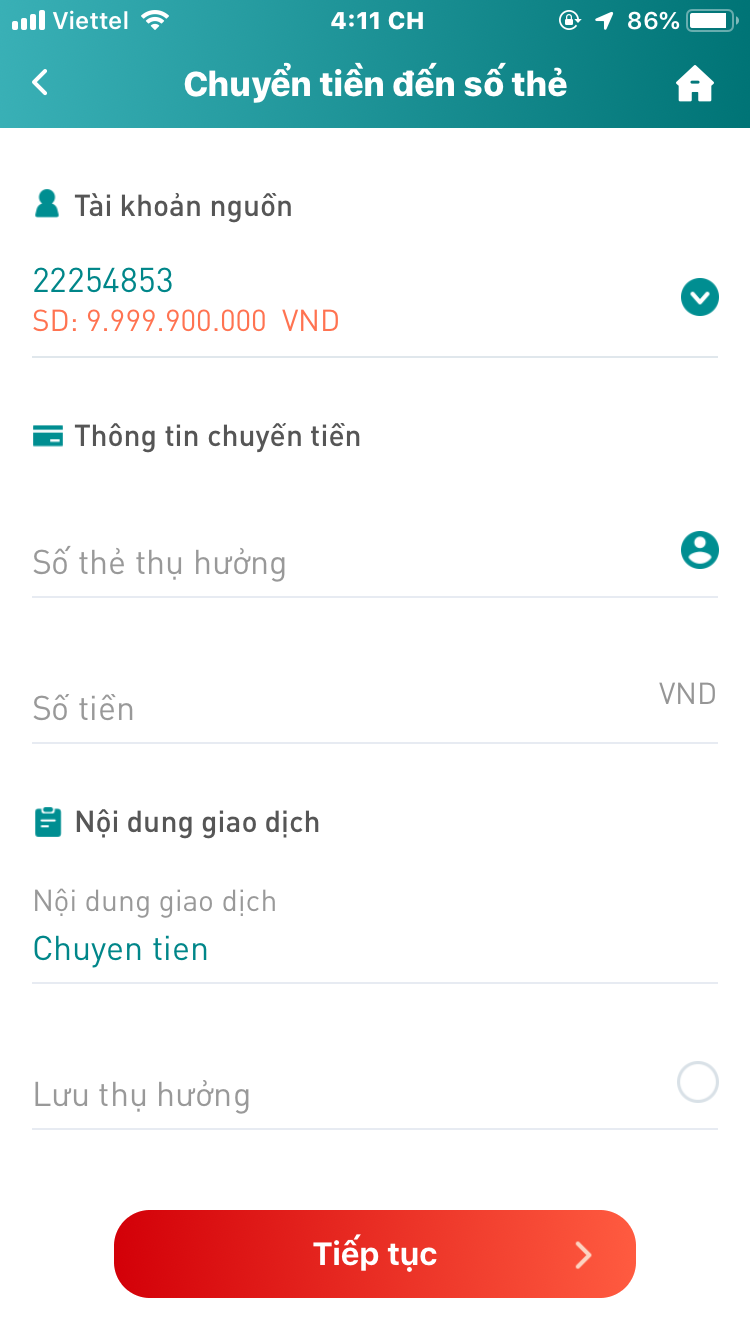 Viettel 4:11 CH 86%
Chuyển tiền đến số thẻ
Tài khoản nguồn
22254853
SD: 9.999.900.000 VND
Thông tin chuyến tiền
Số thẻ thụ hưởng
Số tiền VND
Nội dung giao dịch
Nội dung giao dịch
Chuyen tien
Lưu thụ hưởng
Tiếp tục